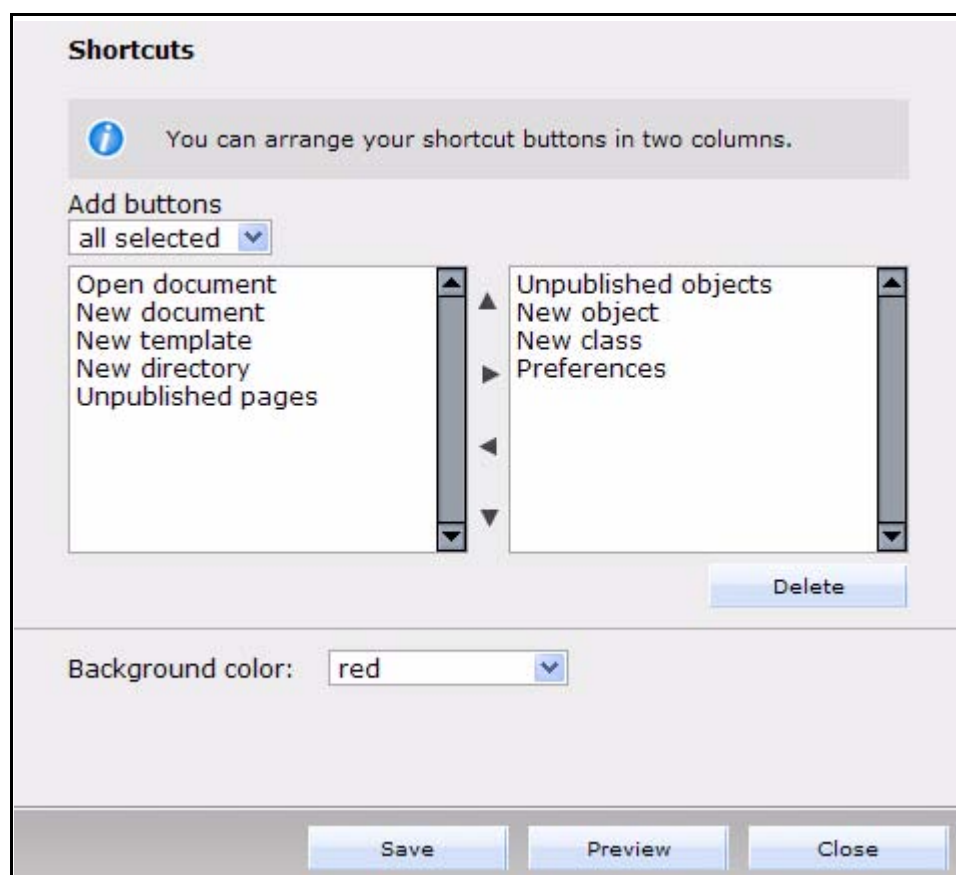 Shortcuts
You can arrange your shortcut buttons in two columns.
Add buttons
all selected
Open document
New document
New template
New directory
Unpublished pages
Unpublished objects
New object
New class
Preferences
Delete
Background color:
red
Save
Preview
Close